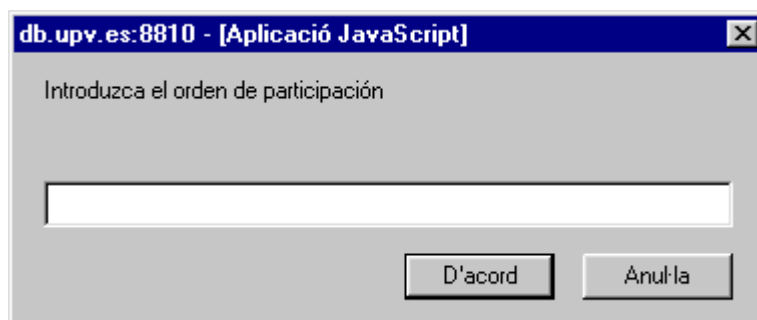 db.upv.es:8810 - [Aplicació JavaScript]
Introduzca el orden de participación
D'acord Anul·la